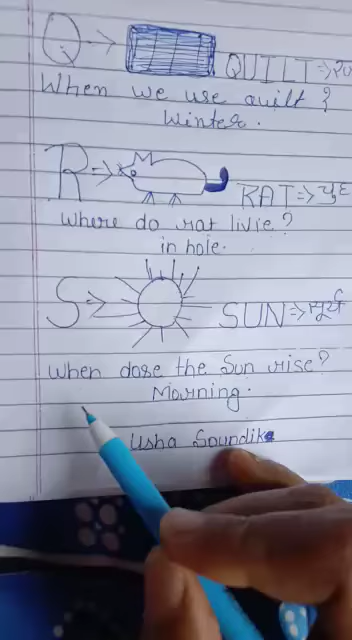 Q → QUILT ⇒
When we use quilt ?
Winter.
R ⇒ RAT ⇒
Where do rat livie ?
in hole.
S ⇒ SUN ⇒ सूर्य
When dose the Sun rise ?
Morning.
Usha Soundik